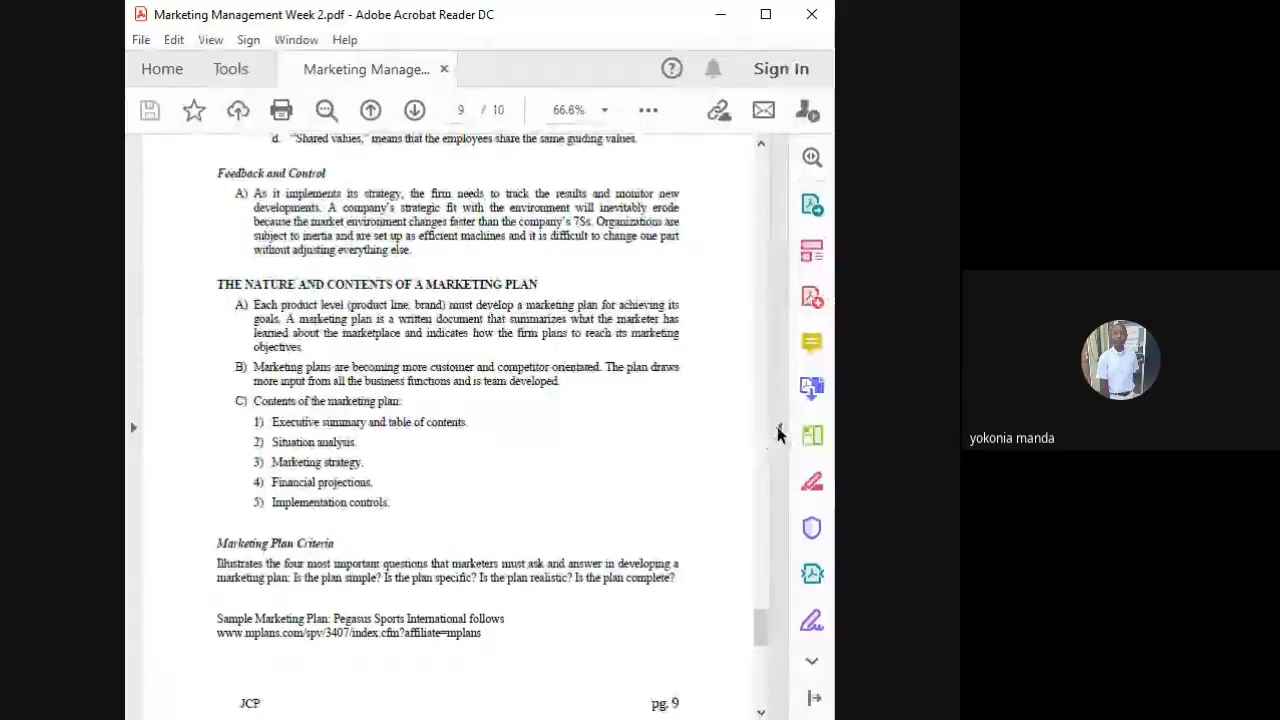 Marketing Management Week 2.pdf - Adobe Acrobat Reader DC
File Edit View Sign Window Help
Home Tools Marketing Manage... Sign In
9 / 10 66.6%
d. "Shared values," means that the employees share the same guiding values.
Feedback and Control
A) As it implements its strategy, the firm needs to track the results and monitor new
developments. A company's strategic fit with the environment will inevitably erode
because the market environment changes faster than the company's 7Ss. Organizations are
subject to inertia and are set up as efficient machines and it is difficult to change one part
without adjusting everything else.
THE NATURE AND CONTENTS OF A MARKETING PLAN
A) Each product level (product line, brand) must develop a marketing plan for achieving its
goals. A marketing plan is a written document that summarizes what the marketer has
learned about the marketplace and indicates how the firm plans to reach its marketing
objectives.
B) Marketing plans are becoming more customer and competitor orientated. The plan draws
more input from all the business functions and is team developed.
C) Contents of the marketing plan:
1) Executive summary and table of contents.
2) Situation analysis.
3) Marketing strategy.
4) Financial projections.
5) Implementation controls.
Marketing Plan Criteria
Illustrates the four most important questions that marketers must ask and answer in developing a
marketing plan: Is the plan simple? Is the plan specific? Is the plan realistic? Is the plan complete?
Sample Marketing Plan: Pegasus Sports International follows
www.mplans.com/spv/3407/index.cfm?affiliate=mplans
JCP pg. 9
yokonia manda